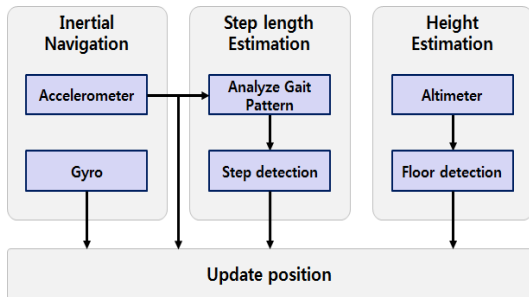 Inertial
Navigation
Accelerometer
Gyro
Step length
Estimation
Analyze Gait
Pattern
Step detection
Height
Estimation
Altimeter
Floor detection
Update position